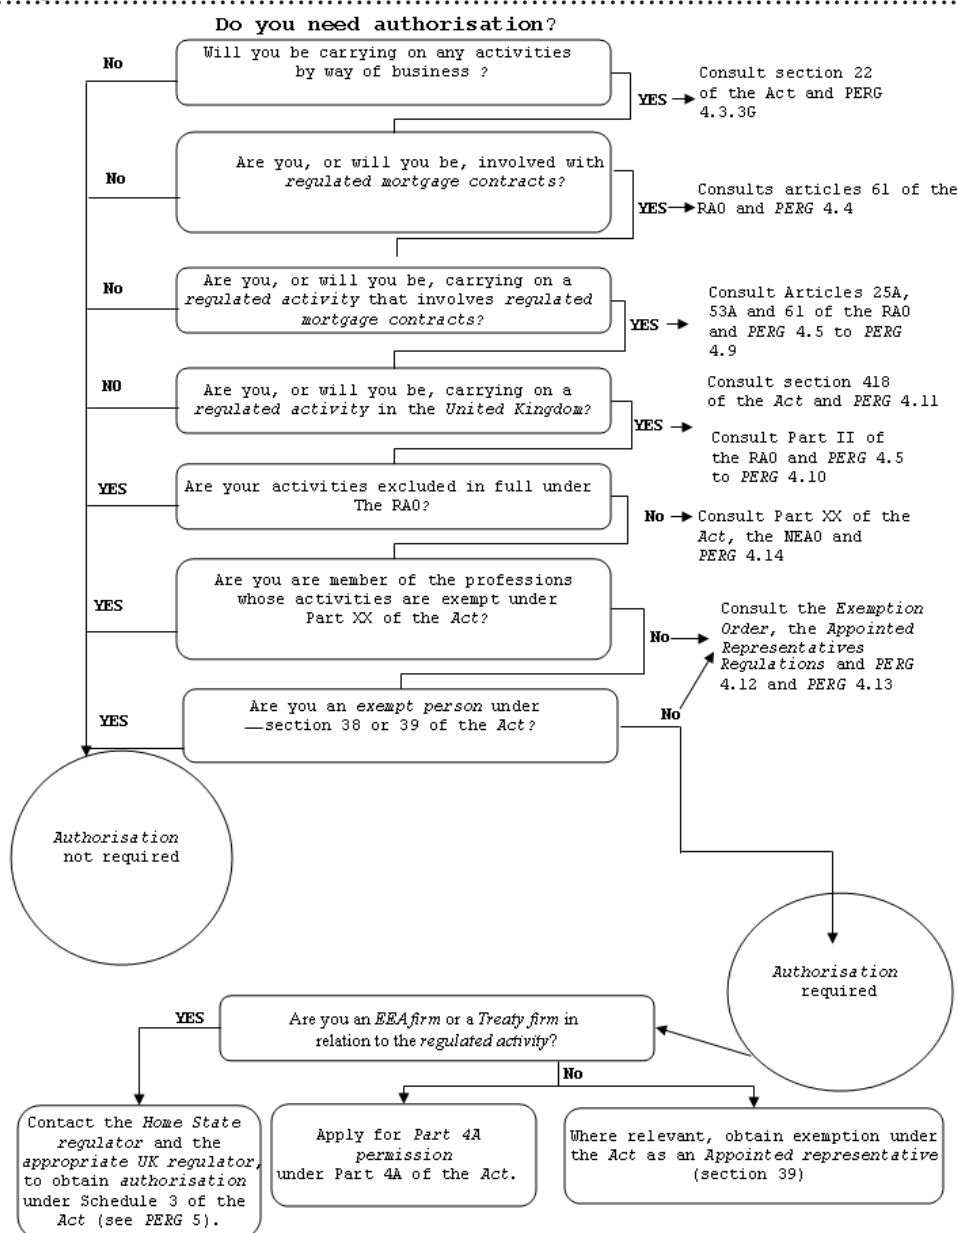 Do you need authorisation?
Will you be carrying on any activities
by way of business ?
No
YES
Consult section 22
of the Act and PERG
4.3.3G
Are you, or will you be, involved with
regulated mortgage contracts?
No
YES
Consults articles 61 of the
RAO and PERG 4.4
Are you, or will you be, carrying on a
regulated activity that involves regulated
mortgage contracts?
No
YES
Consult Articles 25A,
53A and 61 of the RAO
and PERG 4.5 to PERG
4.9
Are you, or will you be, carrying on a
regulated activity in the United Kingdom?
NO
YES
Consult section 418
of the Act and PERG 4.11
Consult Part II of
the RAO and PERG 4.5
to PERG 4.10
Are your activities excluded in full under
The RAO?
YES
No
Consult Part XX of the
Act, the NEAO and
PERG 4.14
Are you are member of the professions
whose activities are exempt under
Part XX of the Act?
YES
No
Consult the Exemption
Order, the Appointed
Representatives
Regulations and PERG
4.12 and PERG 4.13
Are you an exempt person under
—section 38 or 39 of the Act?
YES
No
Authorisation
not required
Authorisation
required
Are you an EEA firm or a Treaty firm in
relation to the regulated activity?
YES
No
Contact the Home State
regulator and the
appropriate UK regulator,
to obtain authorisation
under Schedule 3 of the
Act (see PERG 5).
Apply for Part 4A
permission
under Part 4A of the Act.
Where relevant, obtain exemption under
the Act as an Appointed representative
(section 39)